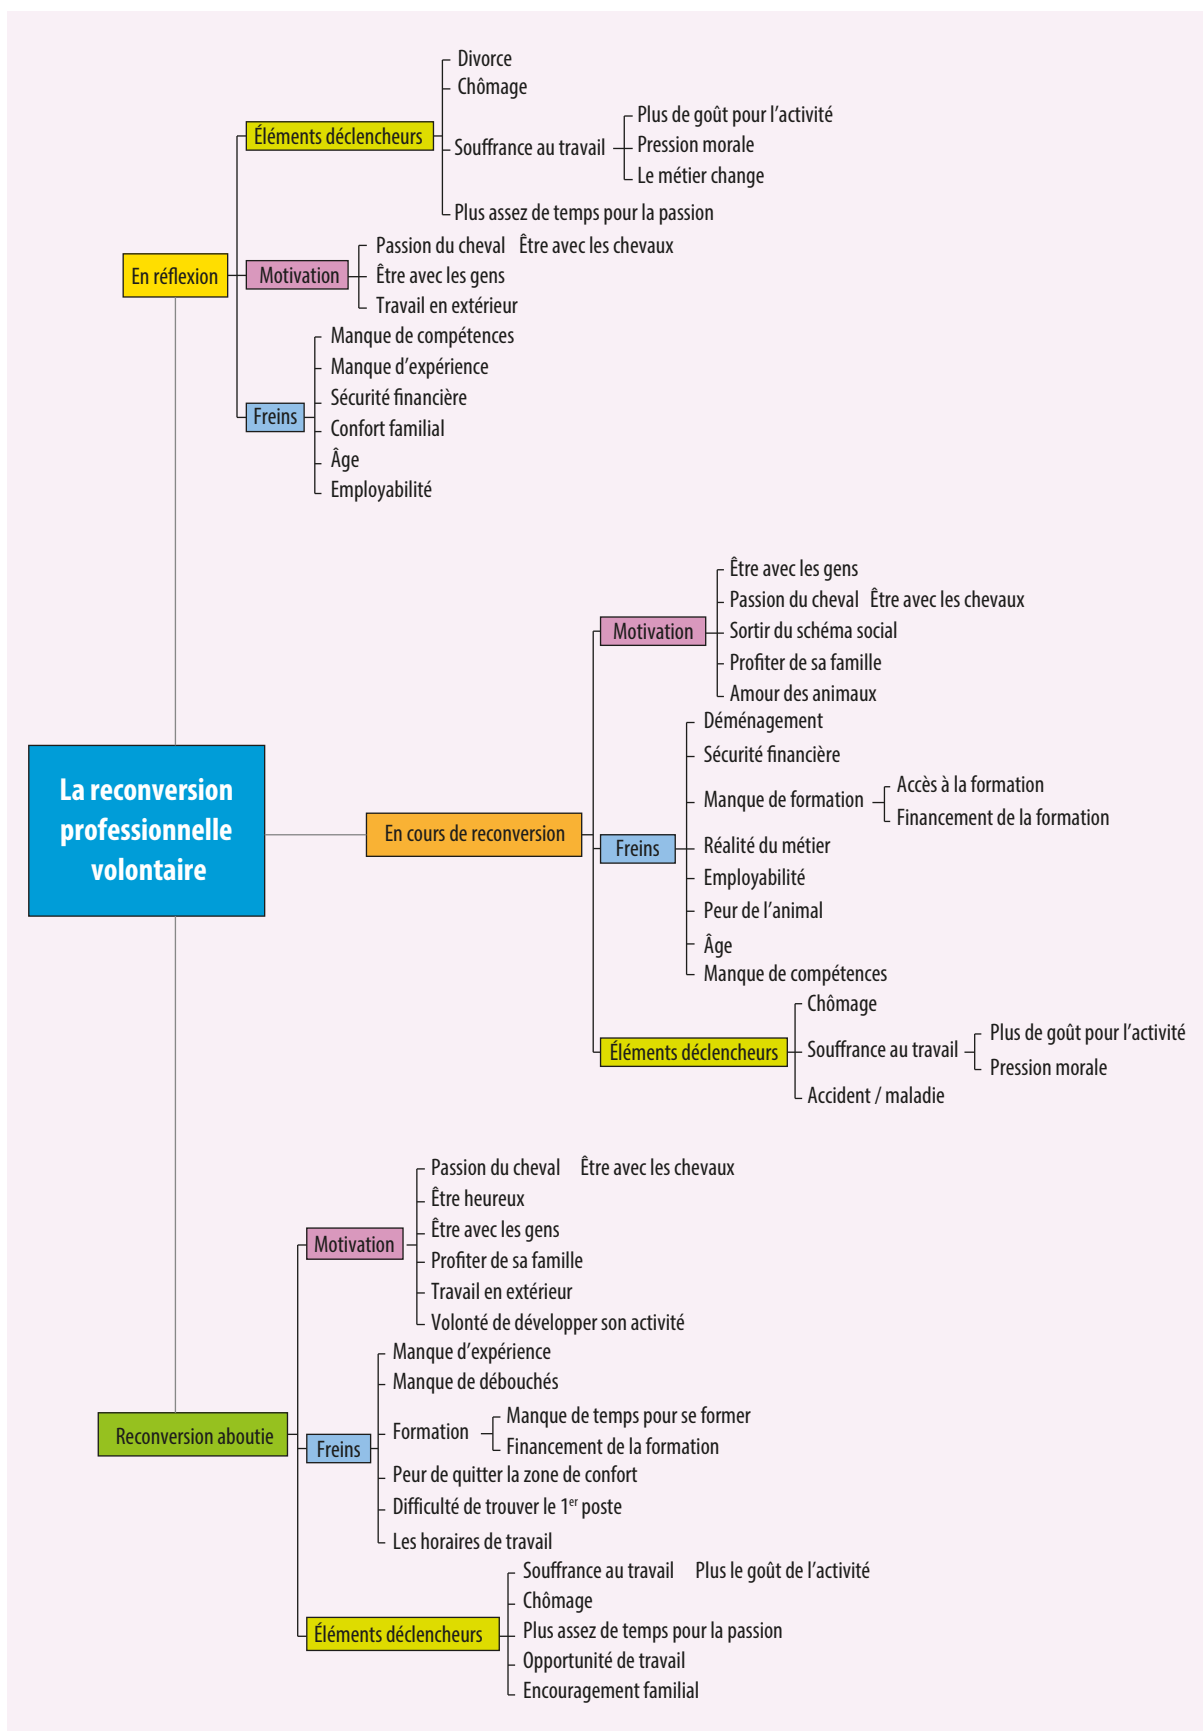 Divorce
Chômage
Éléments déclencheurs
Plus de goût pour l'activité
Souffrance au travail
Pression morale
Le métier change
Plus assez de temps pour la passion
En réflexion
Motivation
Passion du cheval Être avec les chevaux
Être avec les gens
Travail en extérieur
Freins
Manque de compétences
Manque d'expérience
Sécurité financière
Confort familial
Âge
Employabilité
La reconversion
professionnelle
volontaire
En cours de reconversion
Motivation
Être avec les gens
Passion du cheval Être avec les chevaux
Sortir du schéma social
Profiter de sa famille
Amour des animaux
Freins
Déménagement
Sécurité financière
Manque de formation
Accès à la formation
Financement de la formation
Réalité du métier
Employabilité
Peur de l'animal
Âge
Manque de compétences
Éléments déclencheurs
Chômage
Souffrance au travail
Plus de goût pour l'activité
Pression morale
Accident / maladie
Reconversion aboutie
Motivation
Passion du cheval Être avec les chevaux
Être heureux
Être avec les gens
Profiter de sa famille
Travail en extérieur
Volonté de développer son activité
Freins
Manque d'expérience
Manque de débouchés
Formation
Manque de temps pour se former
Financement de la formation
Peur de quitter la zone de confort
Difficulté de trouver le 1er poste
Les horaires de travail
Éléments déclencheurs
Souffrance au travail Plus le goût de l'activité
Chômage
Plus assez de temps pour la passion
Opportunité de travail
Encouragement familial